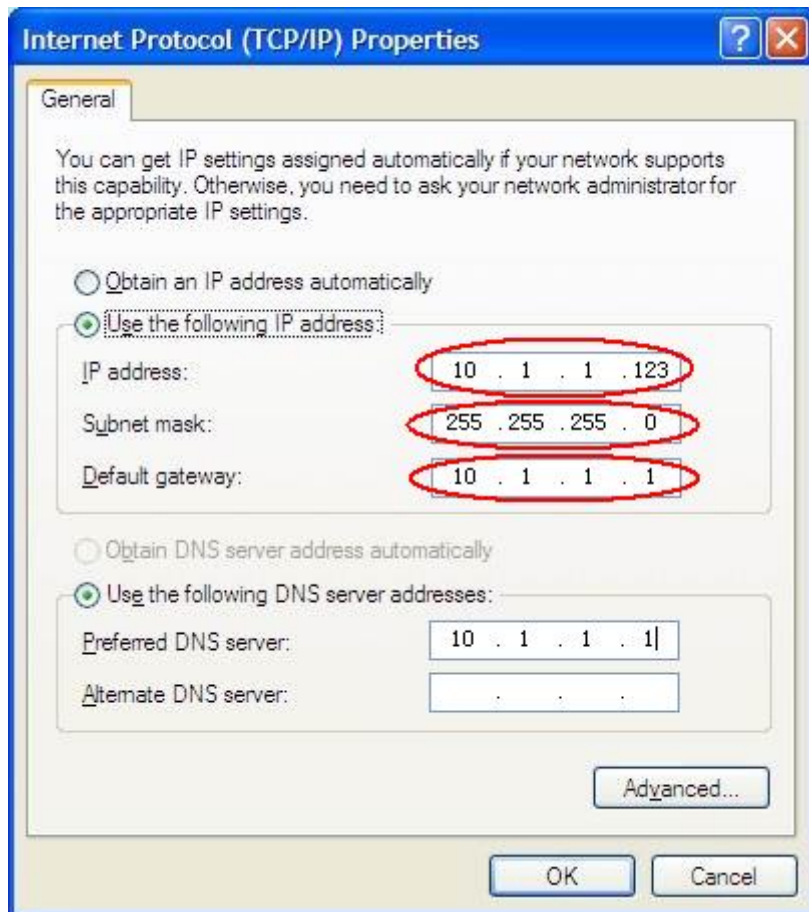 Internet Protocol (TCP/IP) Properties
General
You can get IP settings assigned automatically if your network supports
this capability. Otherwise, you need to ask your network administrator for
the appropriate IP settings.
Obtain an IP address automatically
Use the following IP address:
IP address: 10 . 1 . 1 .123
Subnet mask: 255 .255 .255 . 0
Default gateway: 10 . 1 . 1 . 1
Obtain DNS server address automatically
Use the following DNS server addresses:
Preferred DNS server: 10 . 1 . 1 . 1
Alternate DNS server: . . .
Advanced...
OK Cancel